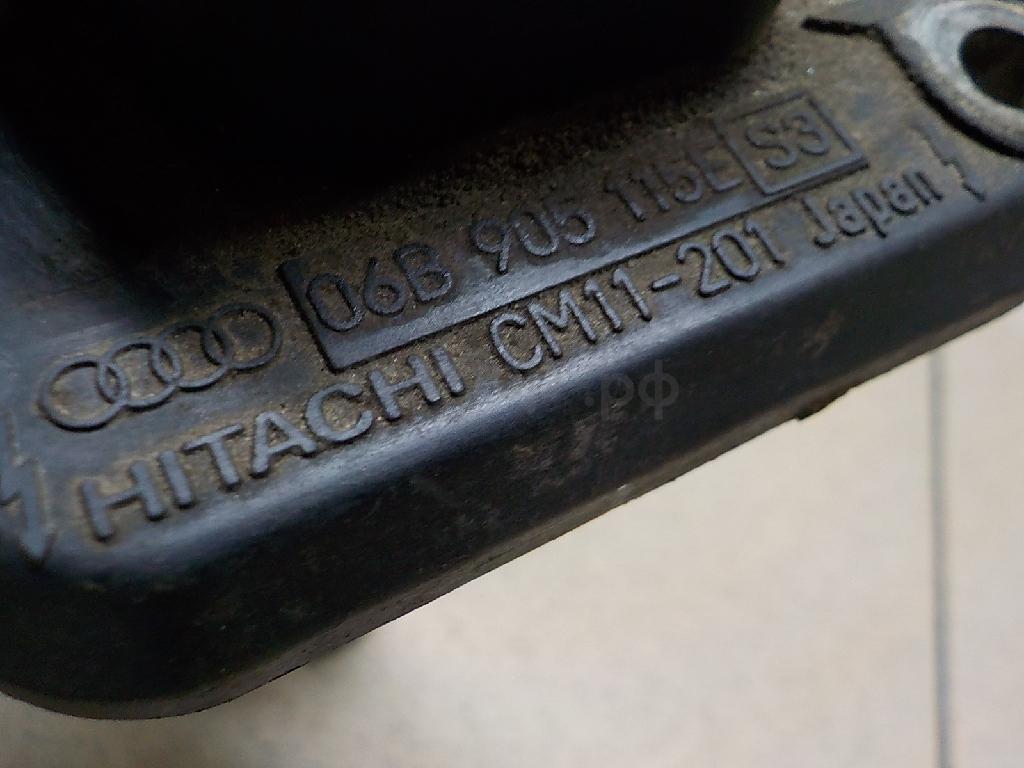 06B 905 115E S3
HITACHI CM11-201 Japan
.рф